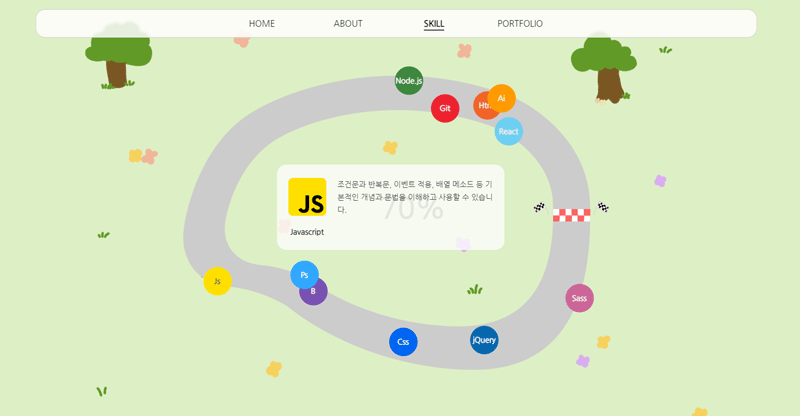 HOME ABOUT SKILL PORTFOLIO
Node.js
Git
Ht
Ai
React
JS
조건문과 반복문, 이벤트 적용, 배열 메소드 등 기
본적인 개념과 문법을 이해하고 사용할 수 있습니
다.
70%
Javascript
Js
Ps
B
Sass
Css
jQuery